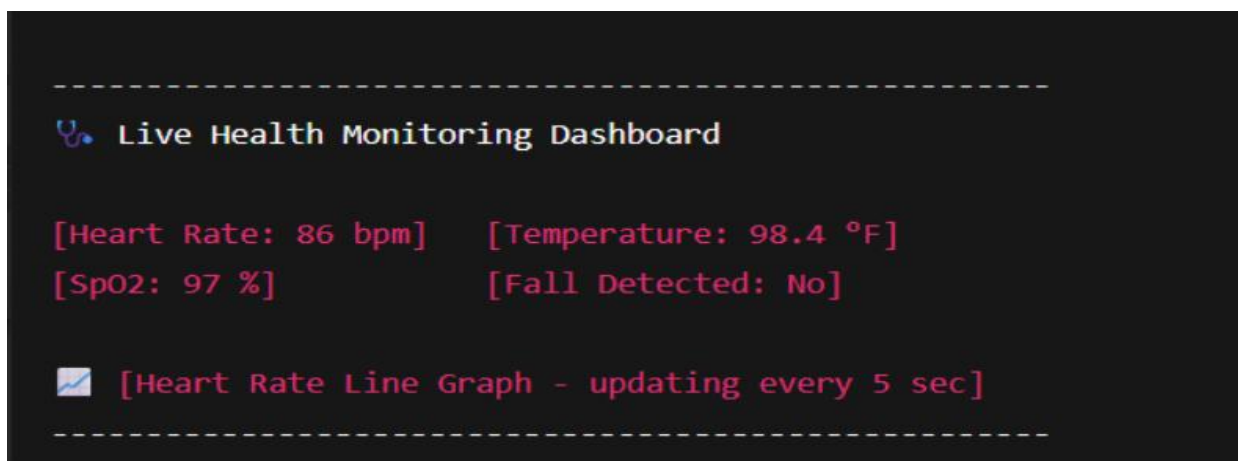 -----------------------------------------------------
🩺 Live Health Monitoring Dashboard
[Heart Rate: 86 bpm]   [Temperature: 98.4 °F]
[SpO2: 97 %]           [Fall Detected: No]
📈 [Heart Rate Line Graph - updating every 5 sec]
-----------------------------------------------------